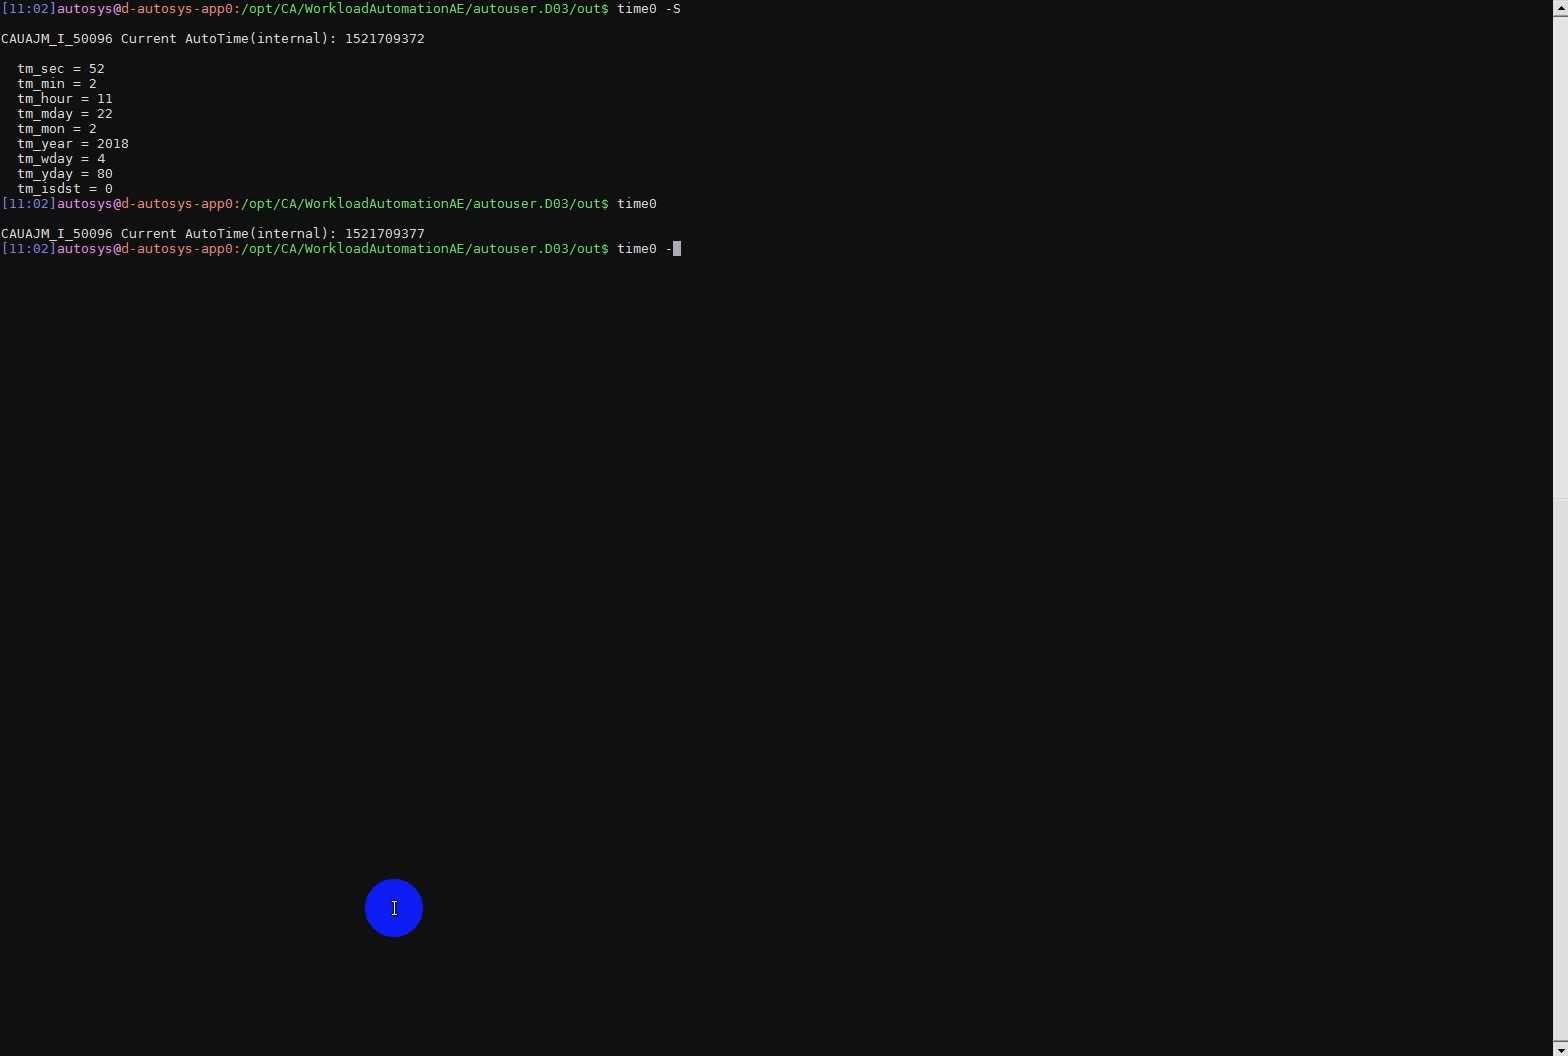 [11:02]autosys@d-autosys-app0:/opt/CA/WorkloadAutomationAE/autouser.D03/out$ time0 -S
CAUAJM_I_50096 Current AutoTime(internal): 1521709372
tm_sec = 52
tm_min = 2
tm_hour = 11
tm_mday = 22
tm_mon = 2
tm_year = 2018
tm_wday = 4
tm_yday = 80
tm_isdst = 0
[11:02]autosys@d-autosys-app0:/opt/CA/WorkloadAutomationAE/autouser.D03/out$ time0
CAUAJM_I_50096 Current AutoTime(internal): 1521709377
[11:02]autosys@d-autosys-app0:/opt/CA/WorkloadAutomationAE/autouser.D03/out$ time0 -